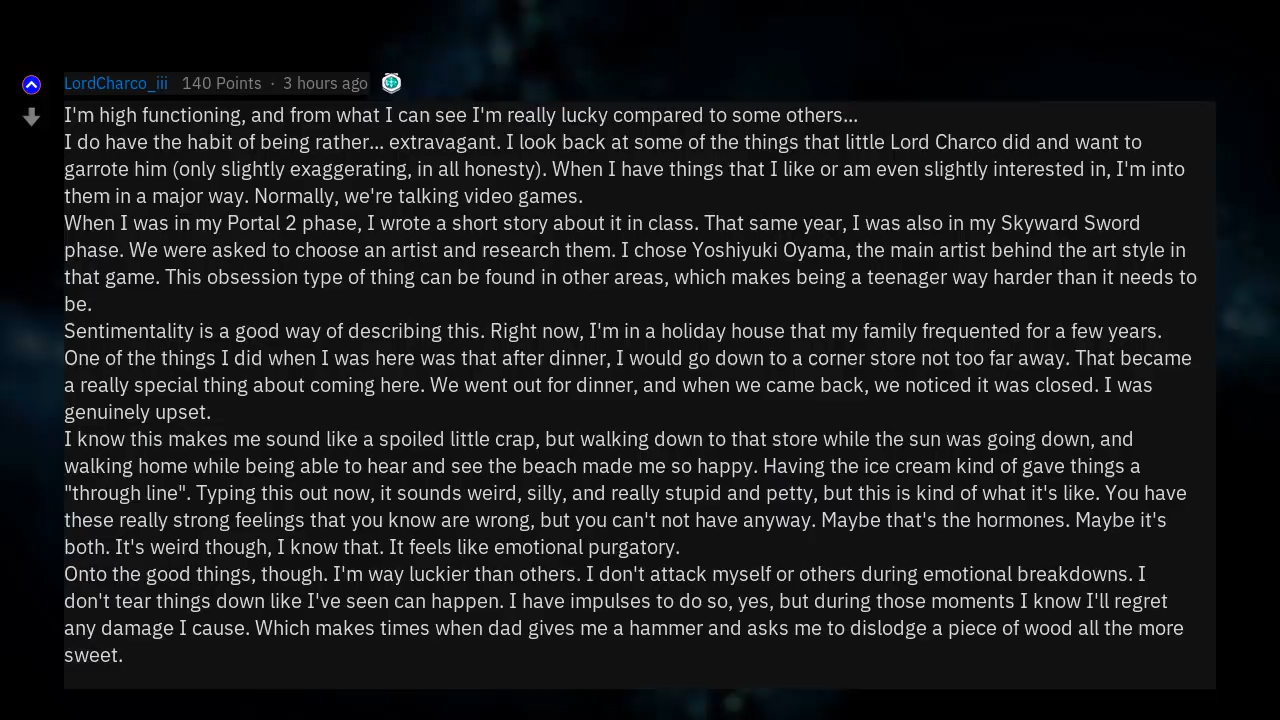 LordCharco_iii 140 Points · 3 hours ago
I'm high functioning, and from what I can see I'm really lucky compared to some others...
I do have the habit of being rather... extravagant. I look back at some of the things that little Lord Charco did and want to
garrote him (only slightly exaggerating, in all honesty). When I have things that I like or am even slightly interested in, I'm into
them in a major way. Normally, we're talking video games.
When I was in my Portal 2 phase, I wrote a short story about it in class. That same year, I was also in my Skyward Sword
phase. We were asked to choose an artist and research them. I chose Yoshiyuki Oyama, the main artist behind the art style in
that game. This obsession type of thing can be found in other areas, which makes being a teenager way harder than it needs to
be.
Sentimentality is a good way of describing this. Right now, I'm in a holiday house that my family frequented for a few years.
One of the things I did when I was here was that after dinner, I would go down to a corner store not too far away. That became
a really special thing about coming here. We went out for dinner, and when we came back, we noticed it was closed. I was
genuinely upset.
I know this makes me sound like a spoiled little crap, but walking down to that store while the sun was going down, and
walking home while being able to hear and see the beach made me so happy. Having the ice cream kind of gave things a
"through line". Typing this out now, it sounds weird, silly, and really stupid and petty, but this is kind of what it's like. You have
these really strong feelings that you know are wrong, but you can't not have anyway. Maybe that's the hormones. Maybe it's
both. It's weird though, I know that. It feels like emotional purgatory.
Onto the good things, though. I'm way luckier than others. I don't attack myself or others during emotional breakdowns. I
don't tear things down like I've seen can happen. I have impulses to do so, yes, but during those moments I know I'll regret
any damage I cause. Which makes times when dad gives me a hammer and asks me to dislodge a piece of wood all the more
sweet.